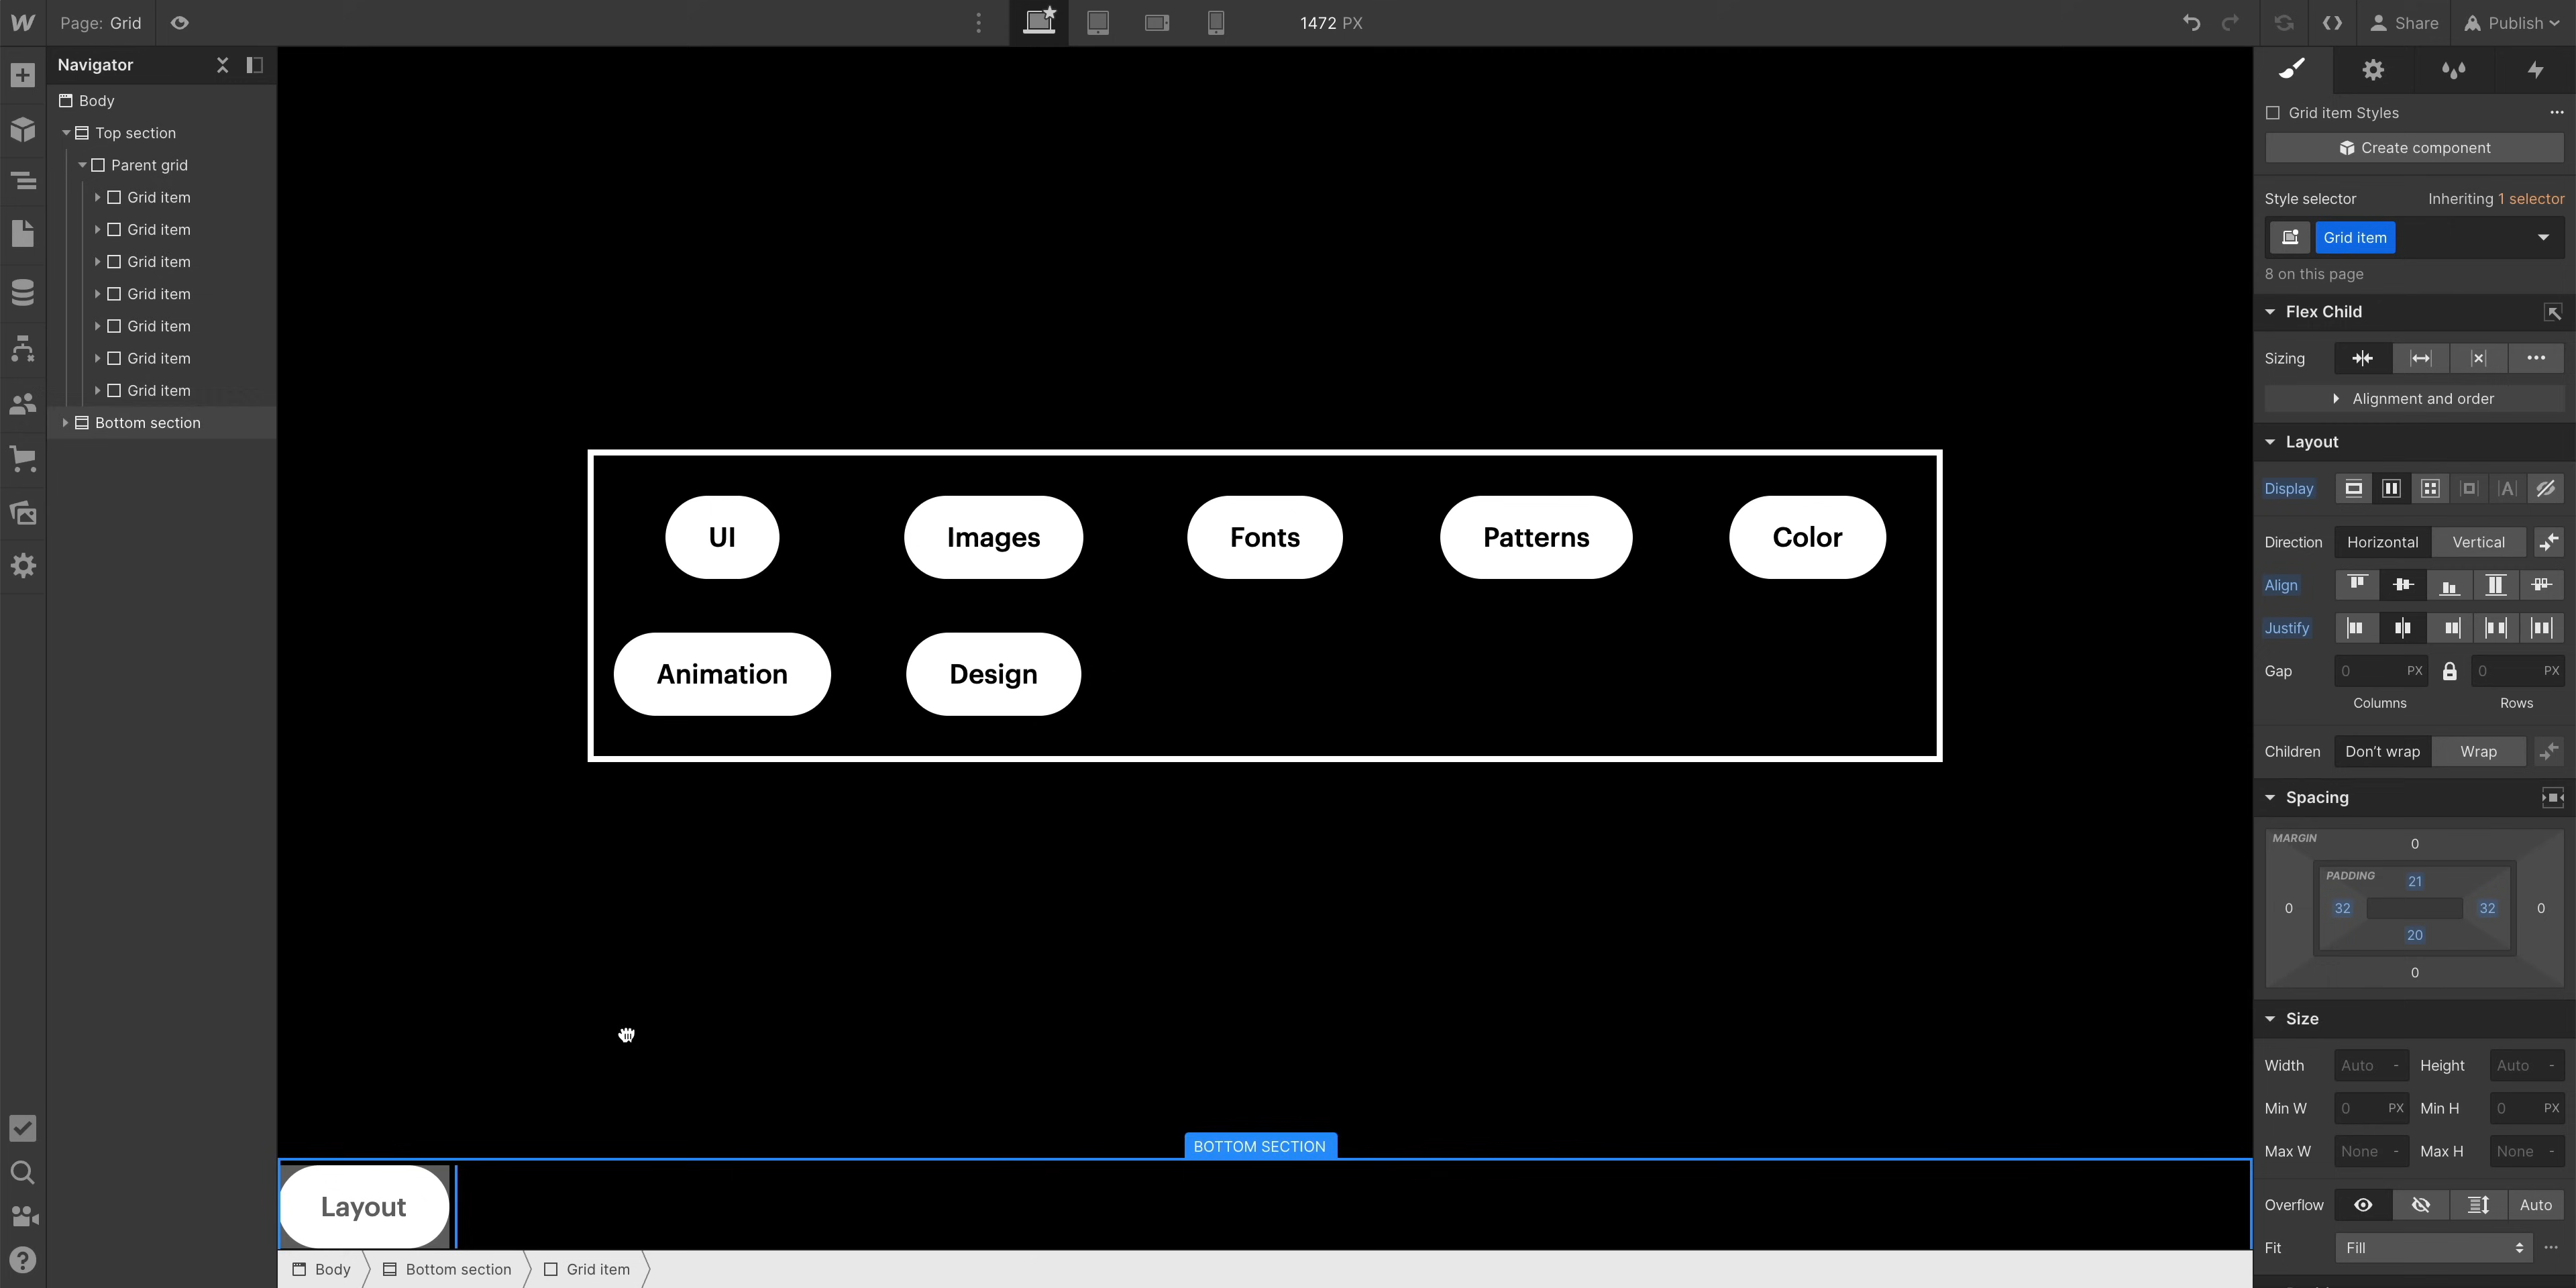 Page: Grid
1472 PX
Share
Publish
Navigator
Body
Top section
Parent grid
Grid item
Grid item
Grid item
Grid item
Grid item
Grid item
Grid item
Bottom section
UI
Images
Fonts
Patterns
Color
Animation
Design
BOTTOM SECTION
Layout
Body
Bottom section
Grid item
Grid item Styles
Create component
Style selector
Inheriting 1 selector
Grid item
8 on this page
Flex Child
Sizing
Alignment and order
Layout
Display
Direction Horizontal Vertical
Align
Justify
Gap 0 PX 0 PX
Columns Rows
Children Don't wrap Wrap
Spacing
MARGIN
0
PADDING
21
0 32 32 0
20
0
Size
Width Auto - Height Auto -
Min W 0 PX Min H 0 PX
Max W None - Max H None -
Overflow Auto
Fit Fill